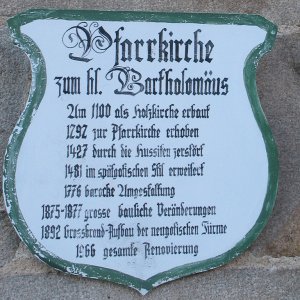 Pfarrkirche
zum hl. Bartholomäus
Um 1100 als Holzkirche erbaut
1292 zur Pfarrkirche erhoben
1427 durch die Hussiten zerstört
1481 im spätgotischen Stil erweitert
1776 barocke Umgestaltung
1875-1877 grosse bauliche Veränderungen
1892 Grossbrand-Aufbau der neugotischen Türme
1966 gesamte Renovierung